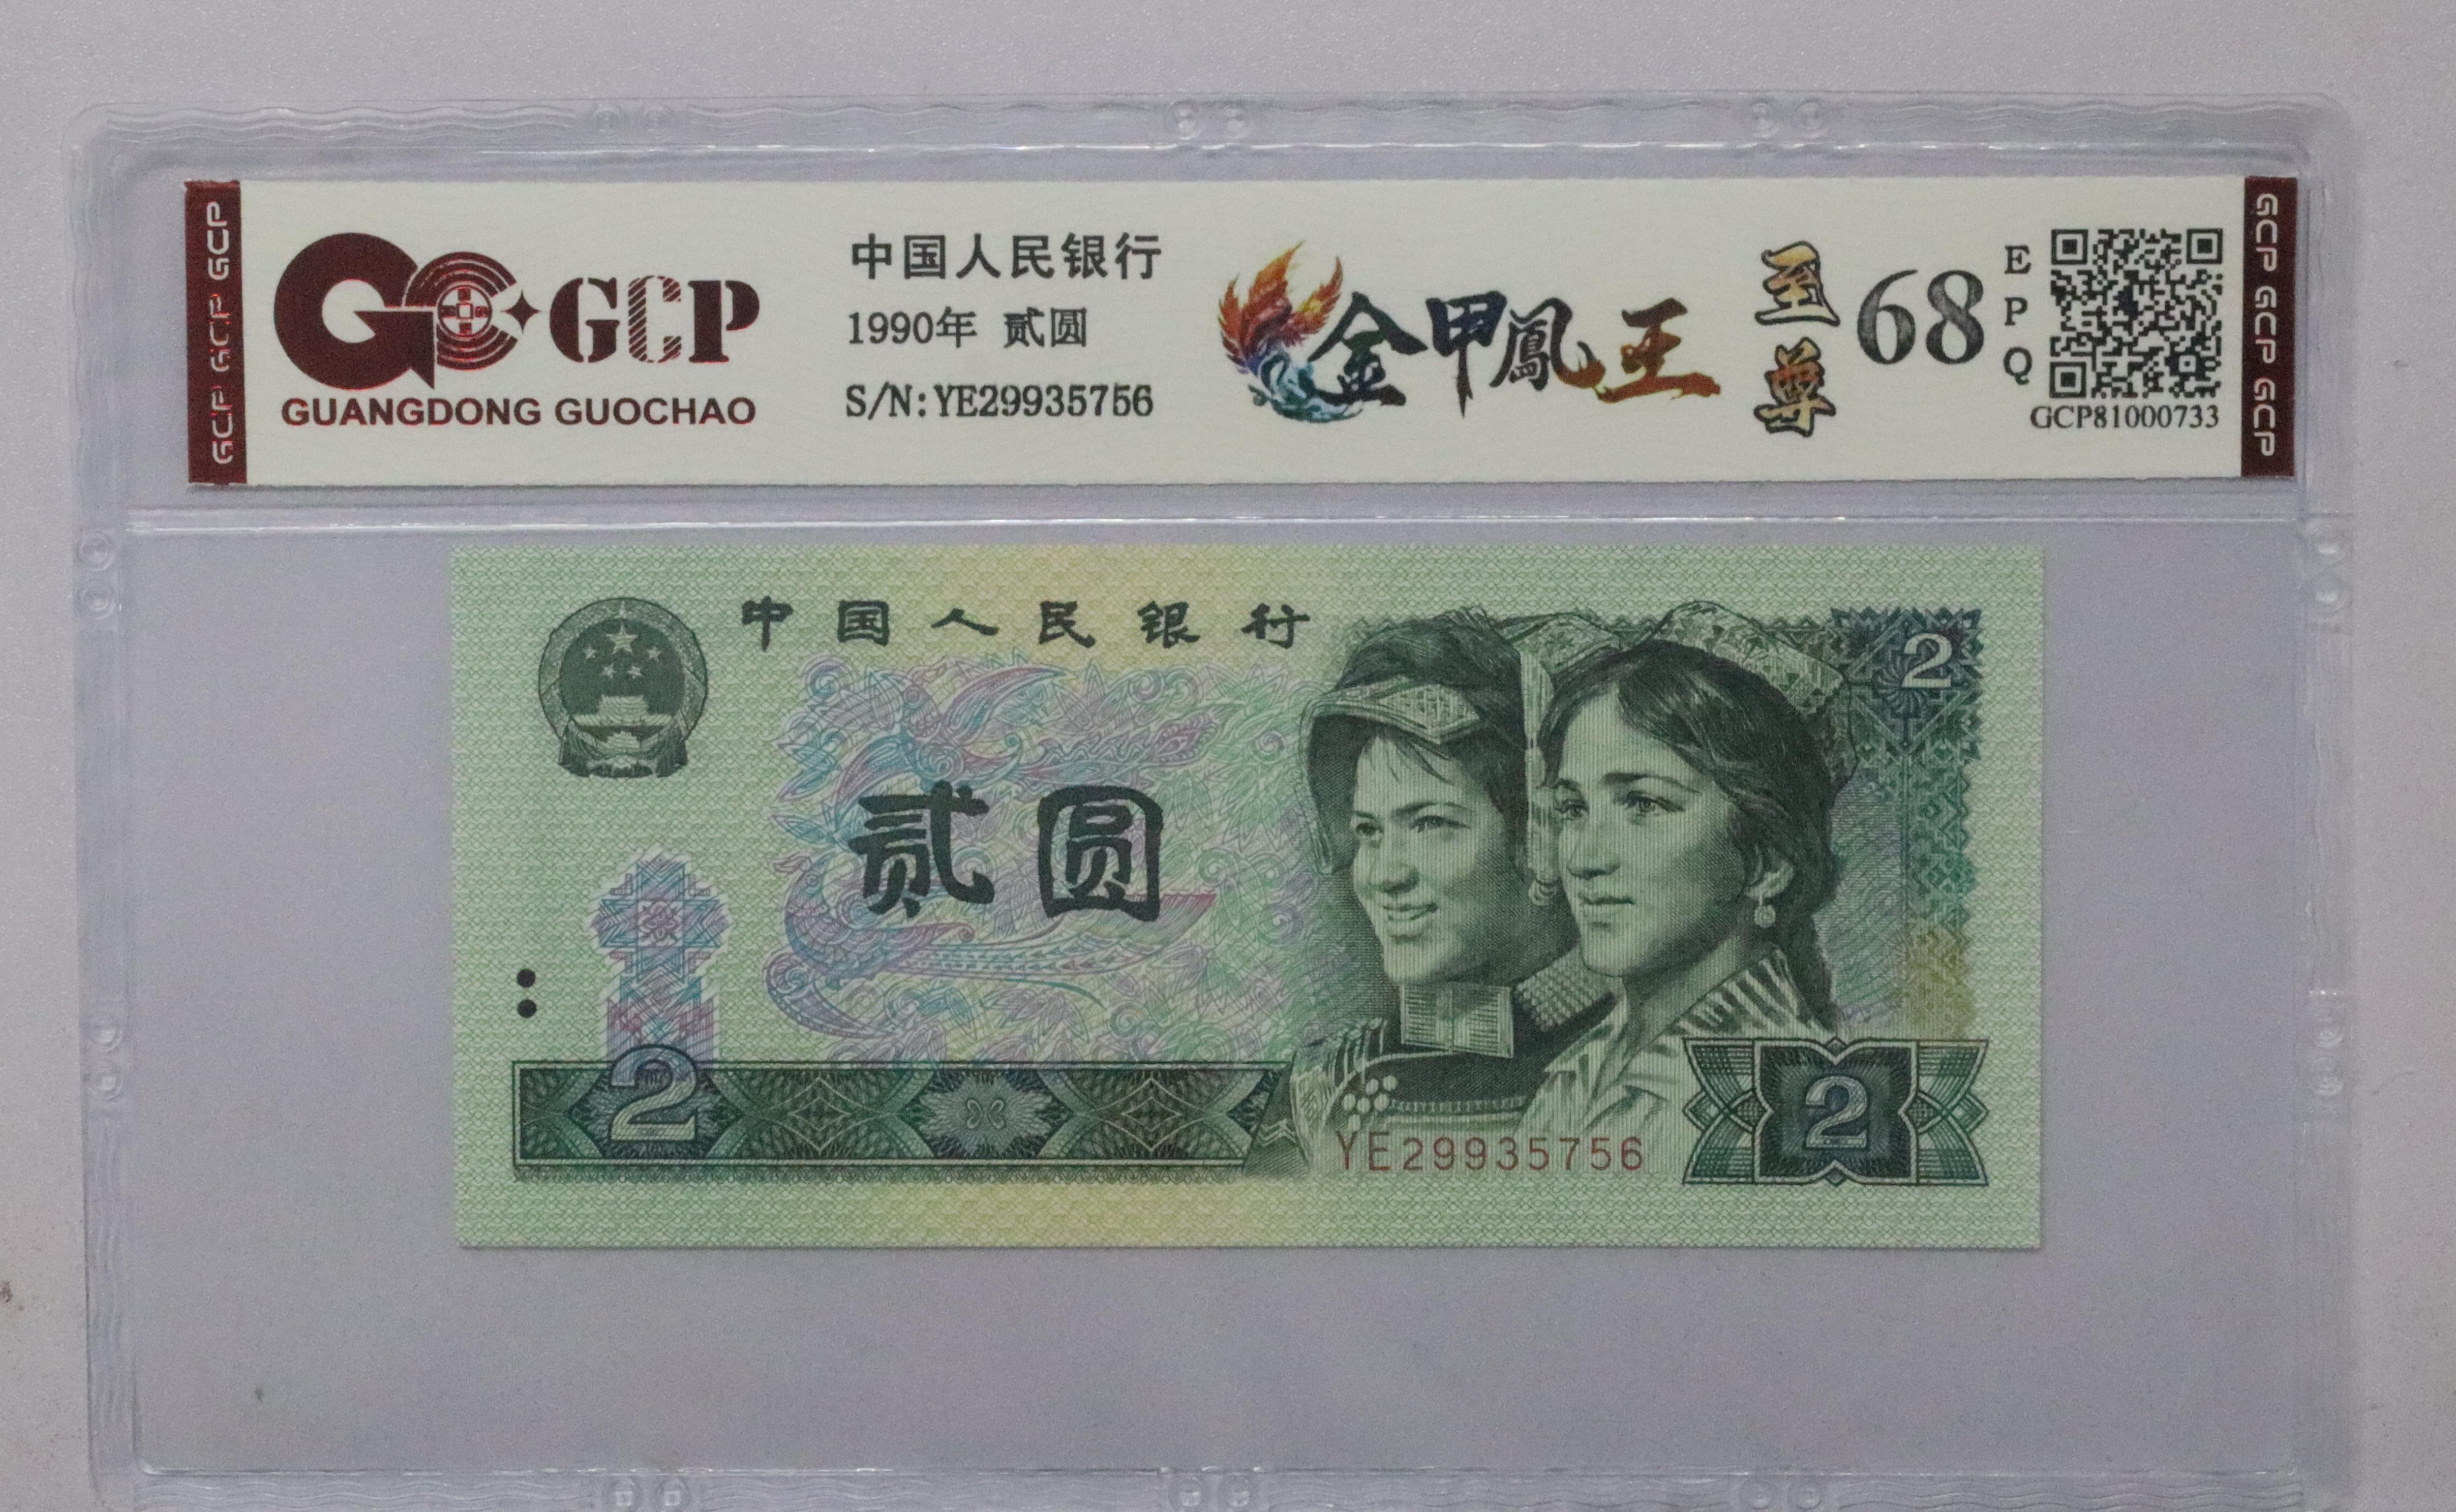 GCP GCP GCP
GCP
GUANGDONG GUOCHAO
中国人民银行
1990年 贰圆
S/N:YE29935756
金甲鳳王
至尊
68
EPQ
GCP81000733
GCP GCP GCP
中国人民银行
2
贰圆
2
YE29935756
2